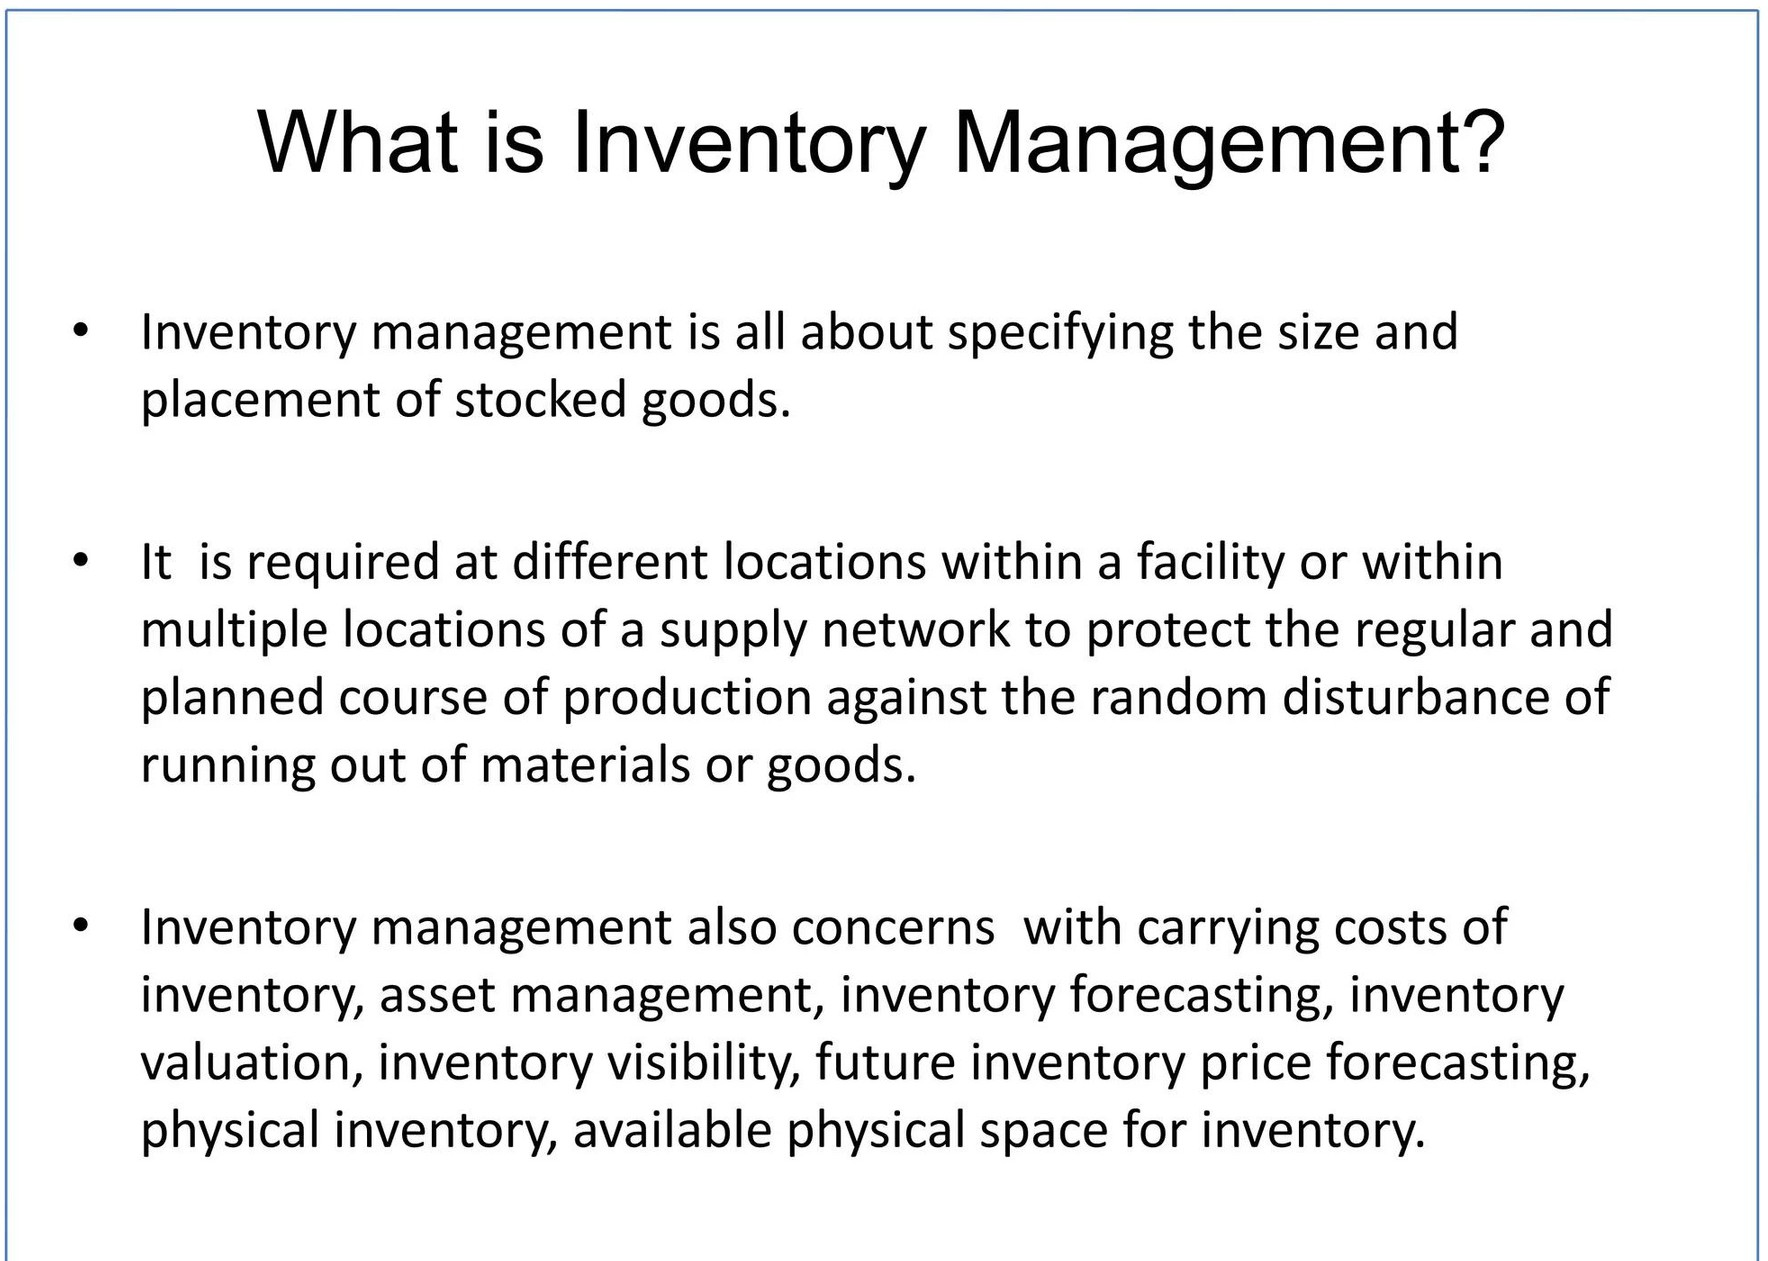 What is Inventory Management?
• Inventory management is all about specifying the size and
placement of stocked goods.
• It  is required at different locations within a facility or within
multiple locations of a supply network to protect the regular and
planned course of production against the random disturbance of
running out of materials or goods.
• Inventory management also concerns  with carrying costs of
inventory, asset management, inventory forecasting, inventory
valuation, inventory visibility, future inventory price forecasting,
physical inventory, available physical space for inventory.